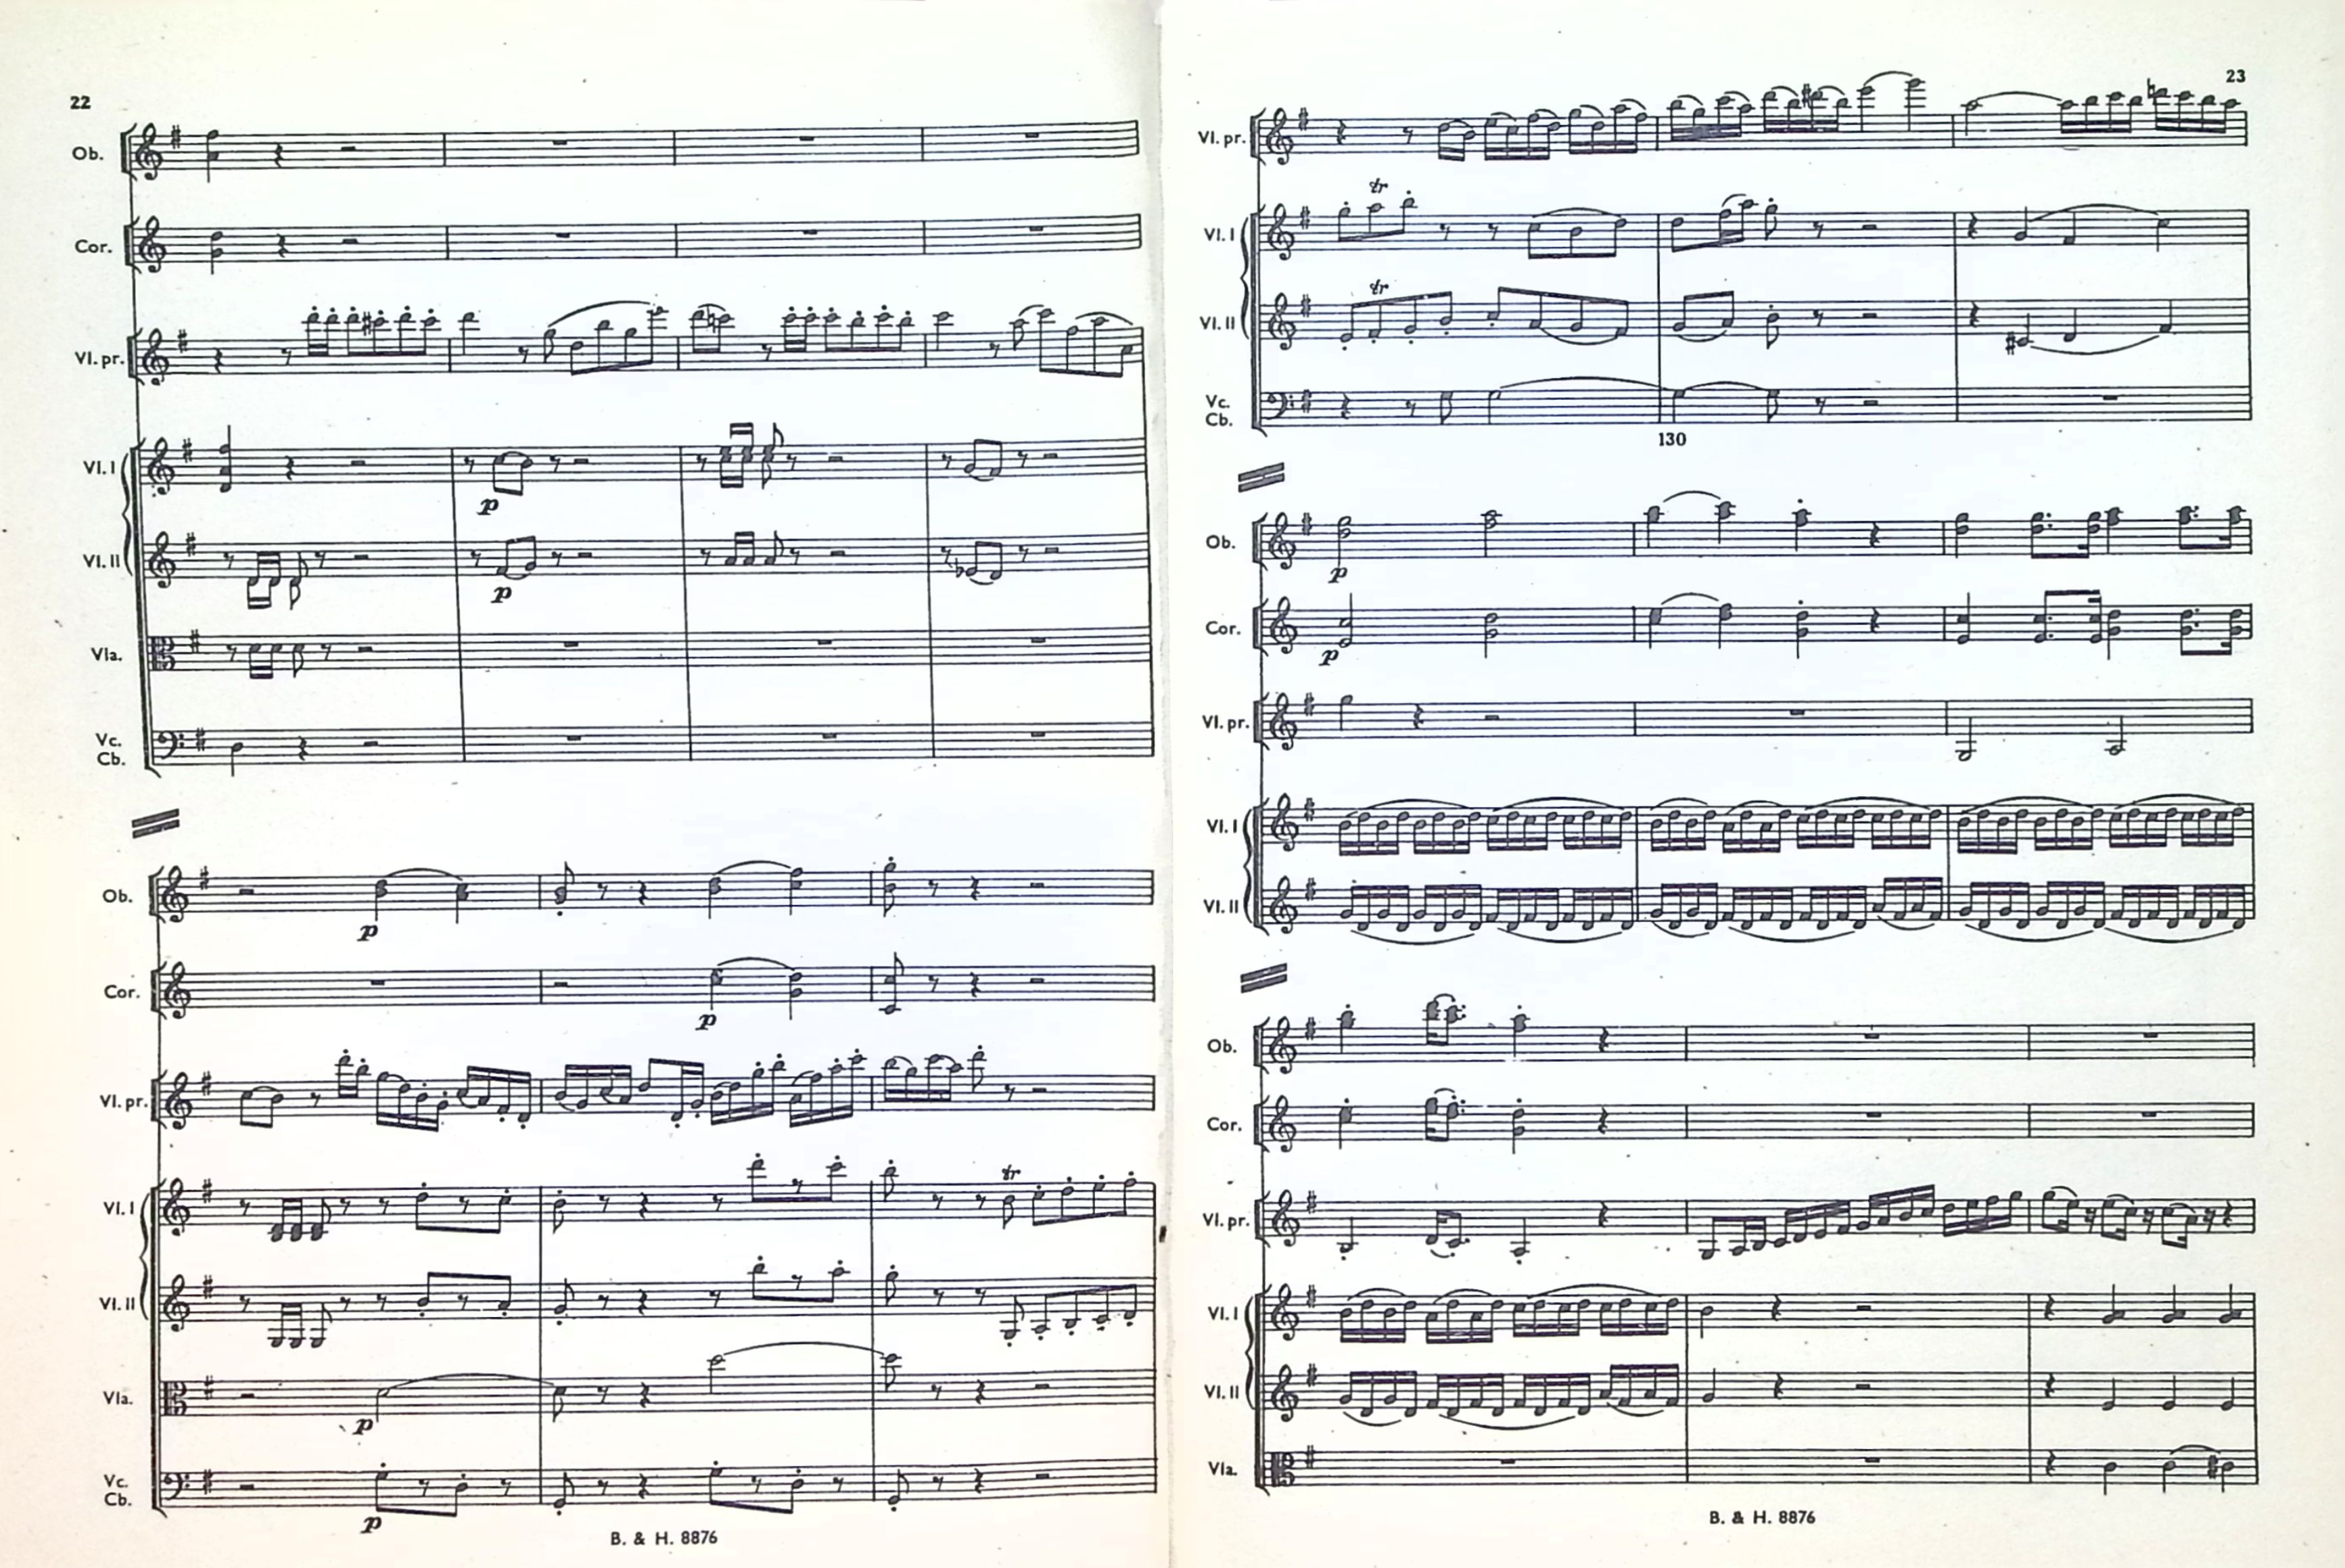 22
Ob.
Cor.
Vl. pr.
Vl. I
p
Vl. II
p
Vla.
Vc.
Cb.
Ob.
p
Cor.
p
Vl. pr.
Vl. I
tr
Vl. II
Vla.
p
Vc.
Cb.
p
B. & H. 8876
23
Vl. pr.
tr
Vl. I
tr
Vl. II
Vc.
Cb.
130
Ob.
p
Cor.
p
Vl. pr.
Vl. I
Vl. II
Ob.
Cor.
Vl. pr.
Vl. I
Vl. II
Vla.
B. & H. 8876